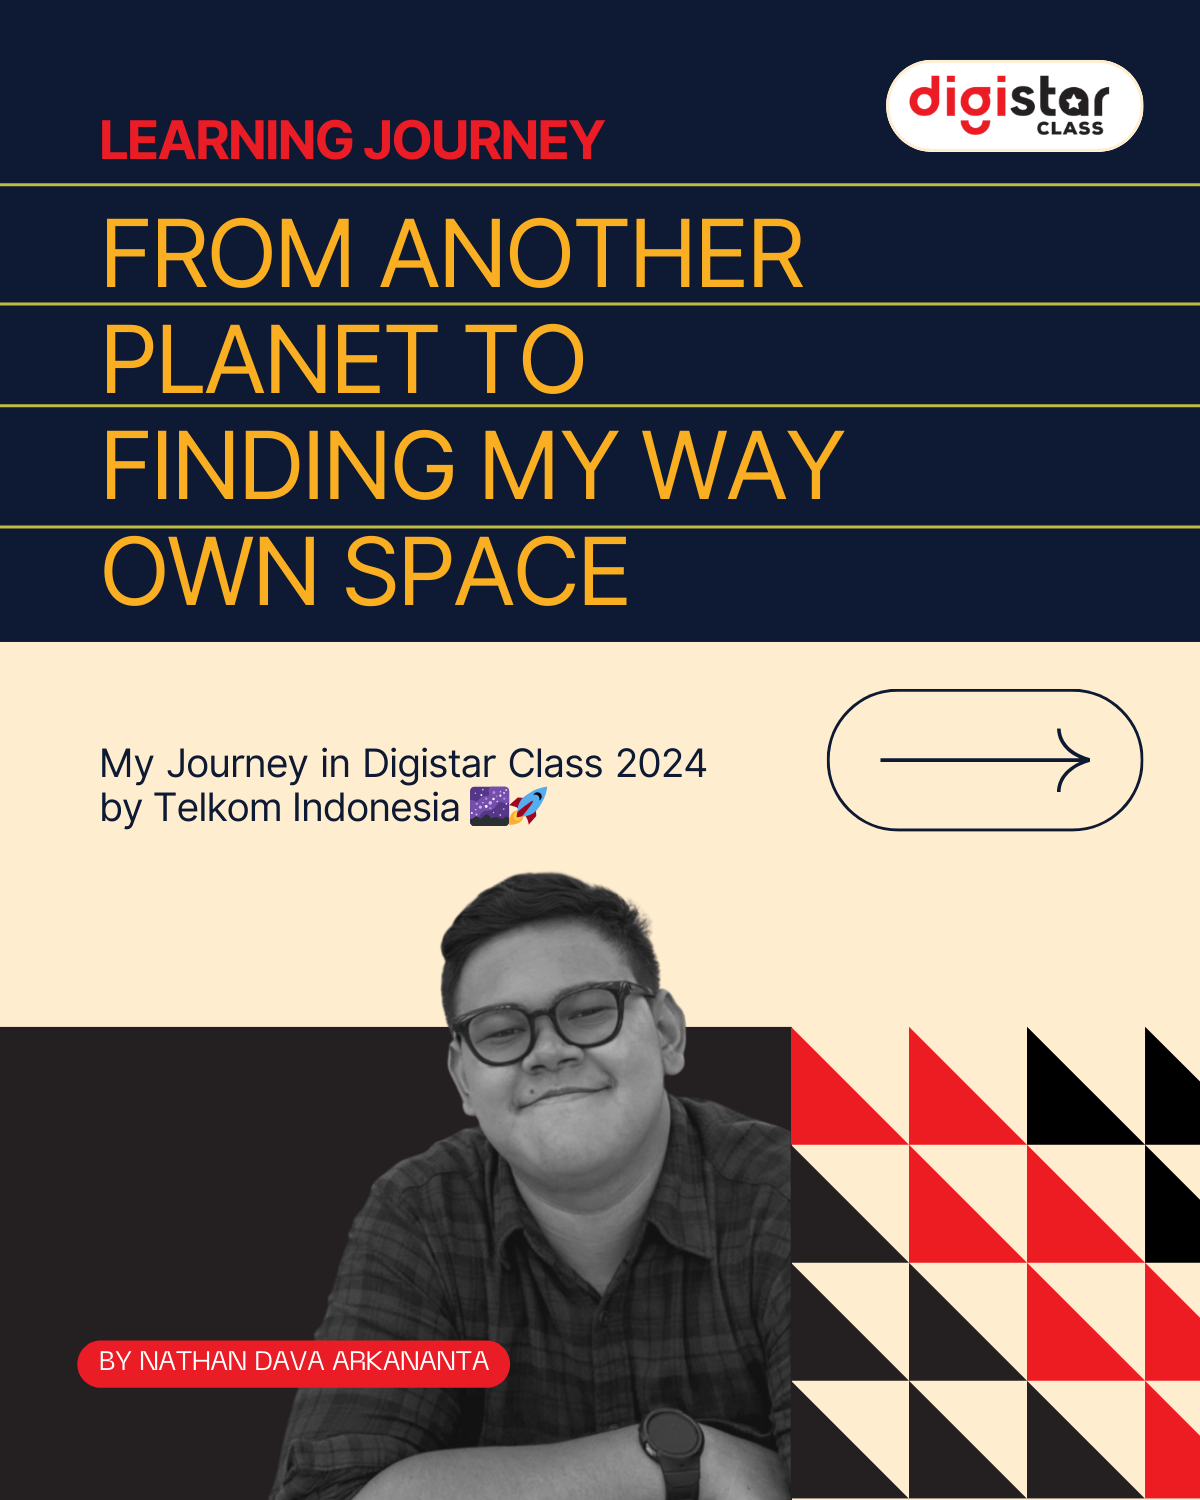 digistar
CLASS
LEARNING JOURNEY
FROM ANOTHER
PLANET TO
FINDING MY WAY
OWN SPACE
My Journey in Digistar Class 2024
by Telkom Indonesia 🌌🚀
BY NATHAN DAVA ARKANANTA